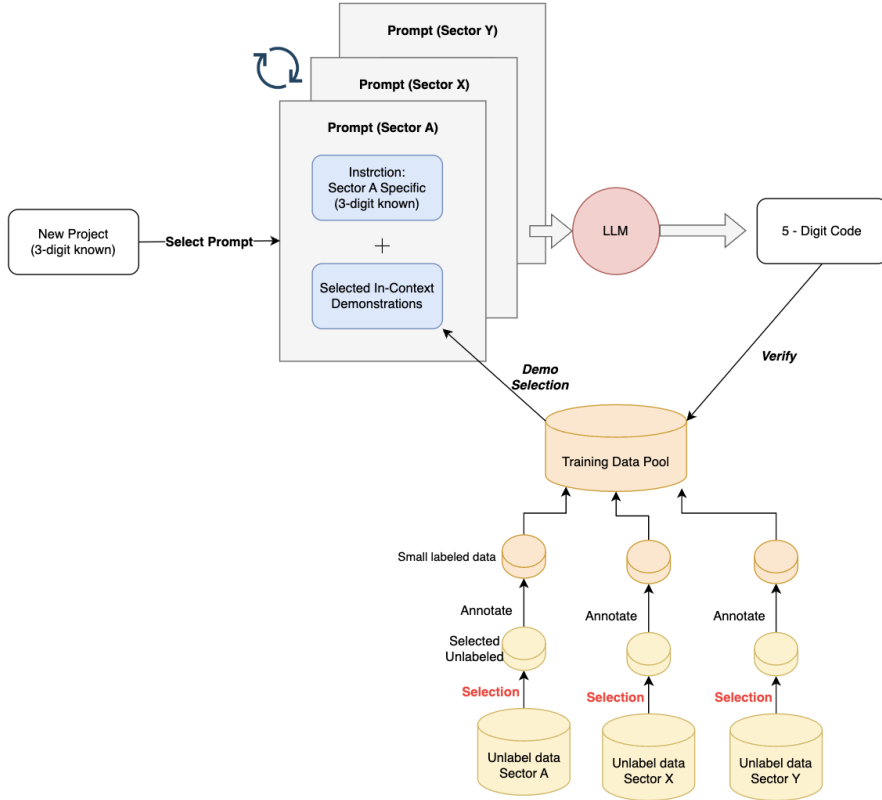 Prompt (Sector Y)
Prompt (Sector X)
Prompt (Sector A)
Instrction:
Sector A Specific
(3-digit known)
+
Selected In-Context
Demonstrations
New Project
(3-digit known)
Select Prompt
LLM
5 - Digit Code
Demo
Selection
Verify
Training Data Pool
Small labeled data
Annotate
Annotate
Annotate
Selected
Unlabeled
Selection
Selection
Selection
Unlabel data
Sector A
Unlabel data
Sector X
Unlabel data
Sector Y